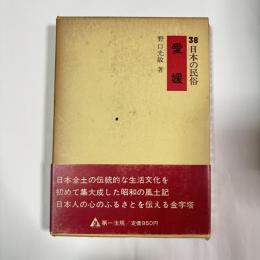 38 日本の民俗
愛媛
野口光敏 著
日本全土の伝統的な生活文化を
初めて集大成した昭和の風土記
日本人の心のふるさとを伝える金字塔
第一法規/定価950円